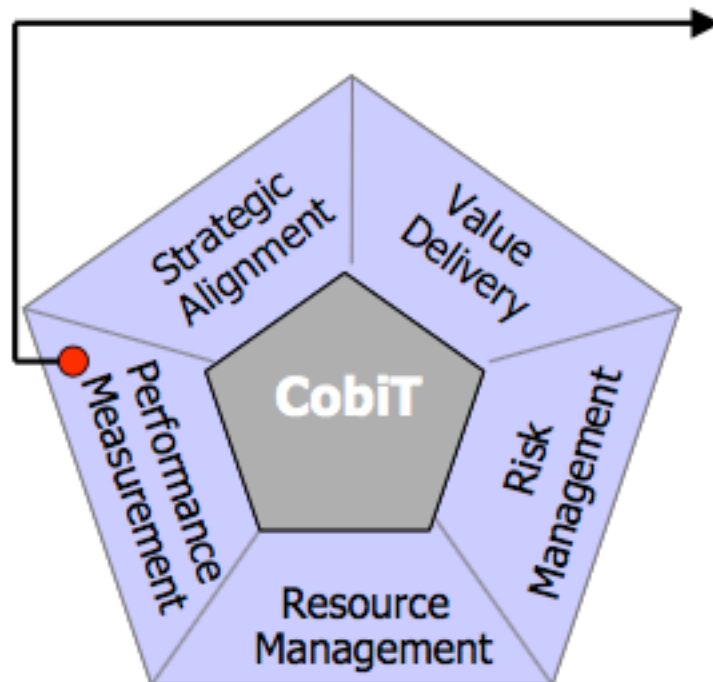 Strategic
Alignment
Value
Delivery
CobiT
Performance
Measurement
Risk
Management
Resource
Management